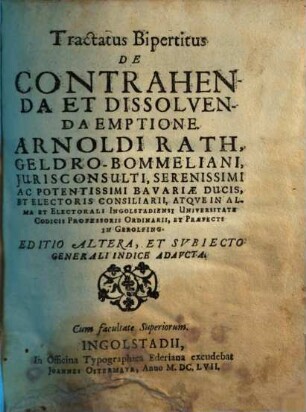 Tractatus Bipertitus
DE
CONTRAHEN-
DA ET DISSOLVEN-
DA EMPTIONE.
ARNOLDI RATH,
GELDRO-BOMMELIANI,
JURISCONSULTI, SERENISSIMI
AC POTENTISSIMI BAVARIÆ DUCIS,
ET ELECTORIS CONSILIARII, ATQVE IN AL-
MA ET ELECTORALI INGOLSTADIENSI UNIVERSITATE
CODICIS PROFESSORIS ORDINARII, ET PRÆFECTI
IN GEROLFING.
EDITIO ALTERA, ET SVBIECTO
GENERALI INDICE ADAVCTA.
Cum facultate Superiorum.
INGOLSTADII,
In Officina Typographica Ederiana excudebat
JOANNES OSTERMAYR, Anno M. DC. LVII.